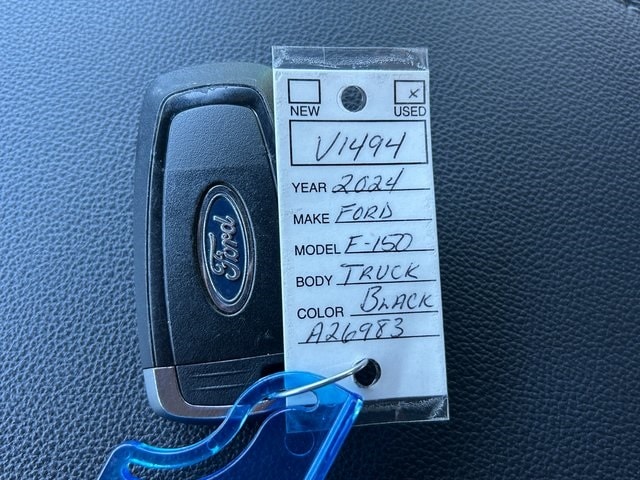 Ford
x
NEW USED
V1494
YEAR 2024
MAKE FORD
MODEL F-150
BODY TRUCK
COLOR BLACK
A26983